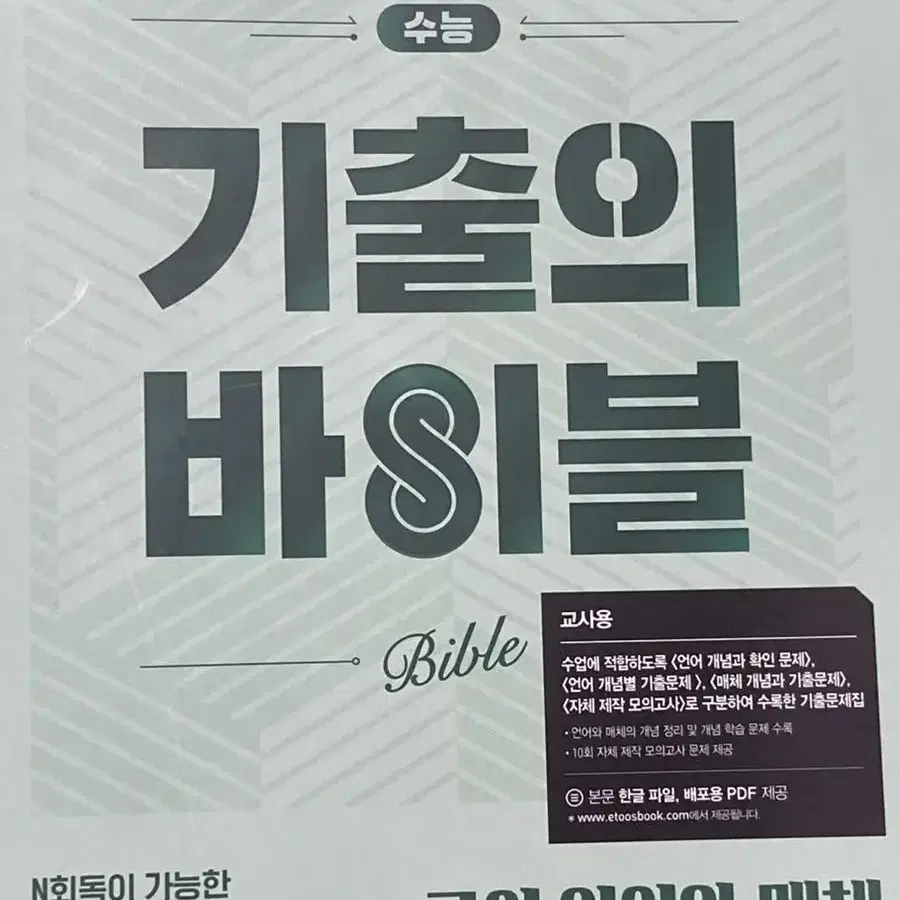 수능
기출의
바이블
Bible
교사용
수업에 적합하도록 <언어 개념과 확인 문제>,
<언어 개념별 기출문제 >, <매체 개념과 기출문제>,
<자체 제작 모의고사>로 구분하여 수록한 기출문제집
• 언어와 매체의 개념 정리 및 개념 학습 문제 수록
• 10회 자체 제작 모의고사 문제 제공
본문 한글 파일, 배포용 PDF 제공
* www.etoosbook.com에서 제공됩니다.
N회독이 가능한
국어 언어와 매체